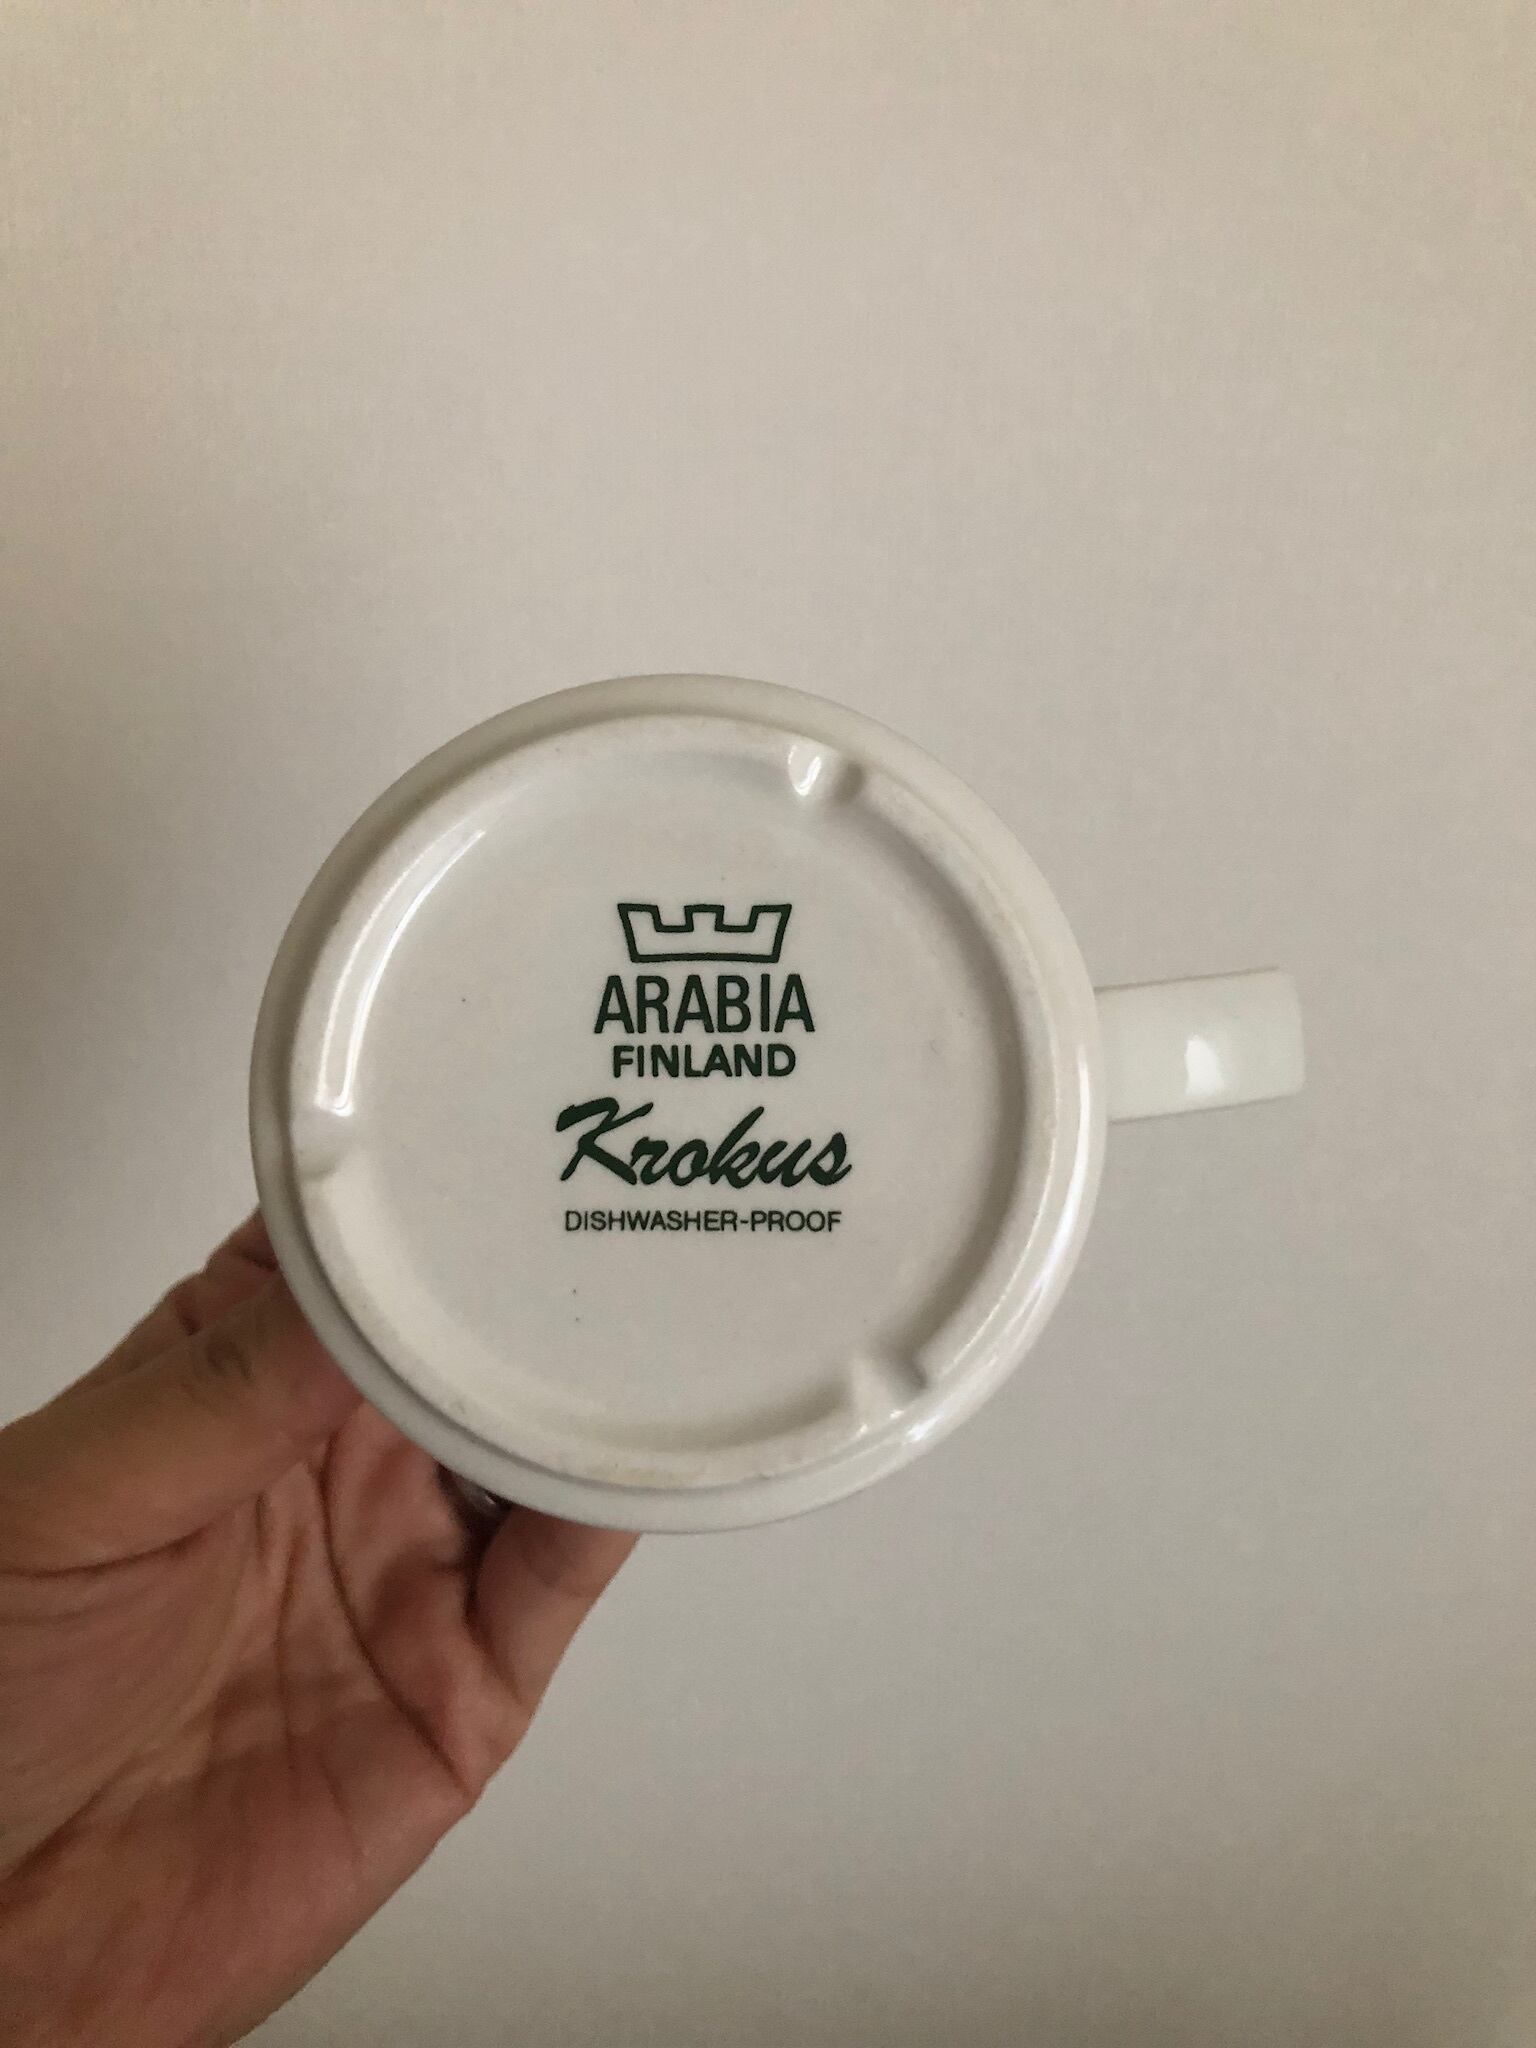 ARABIA
FINLAND
Krokus
DISHWASHER-PROOF